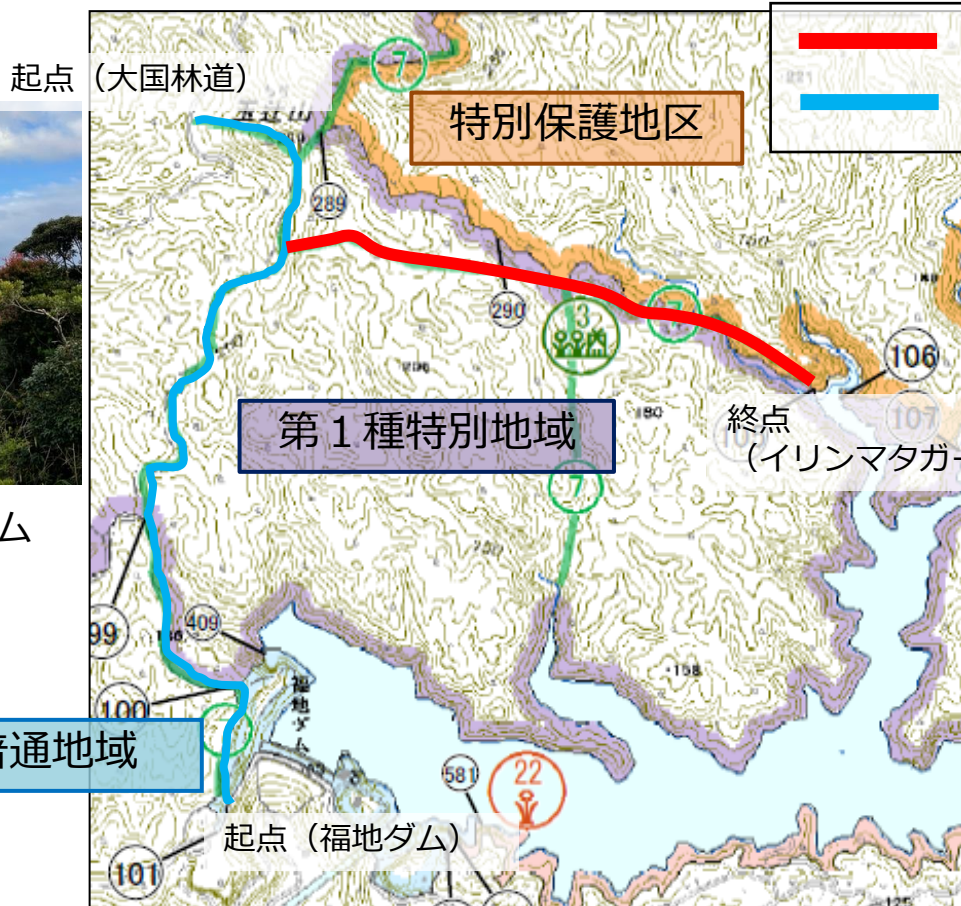 起点（大国林道）
7
特別保護地区
289
290
3
7
106
107
180
第１種特別地域
終点
（イリンマタガー
7
ム
99
409
福地ダム
100
158
普通地域
581
22
起点（福地ダム）
101
125